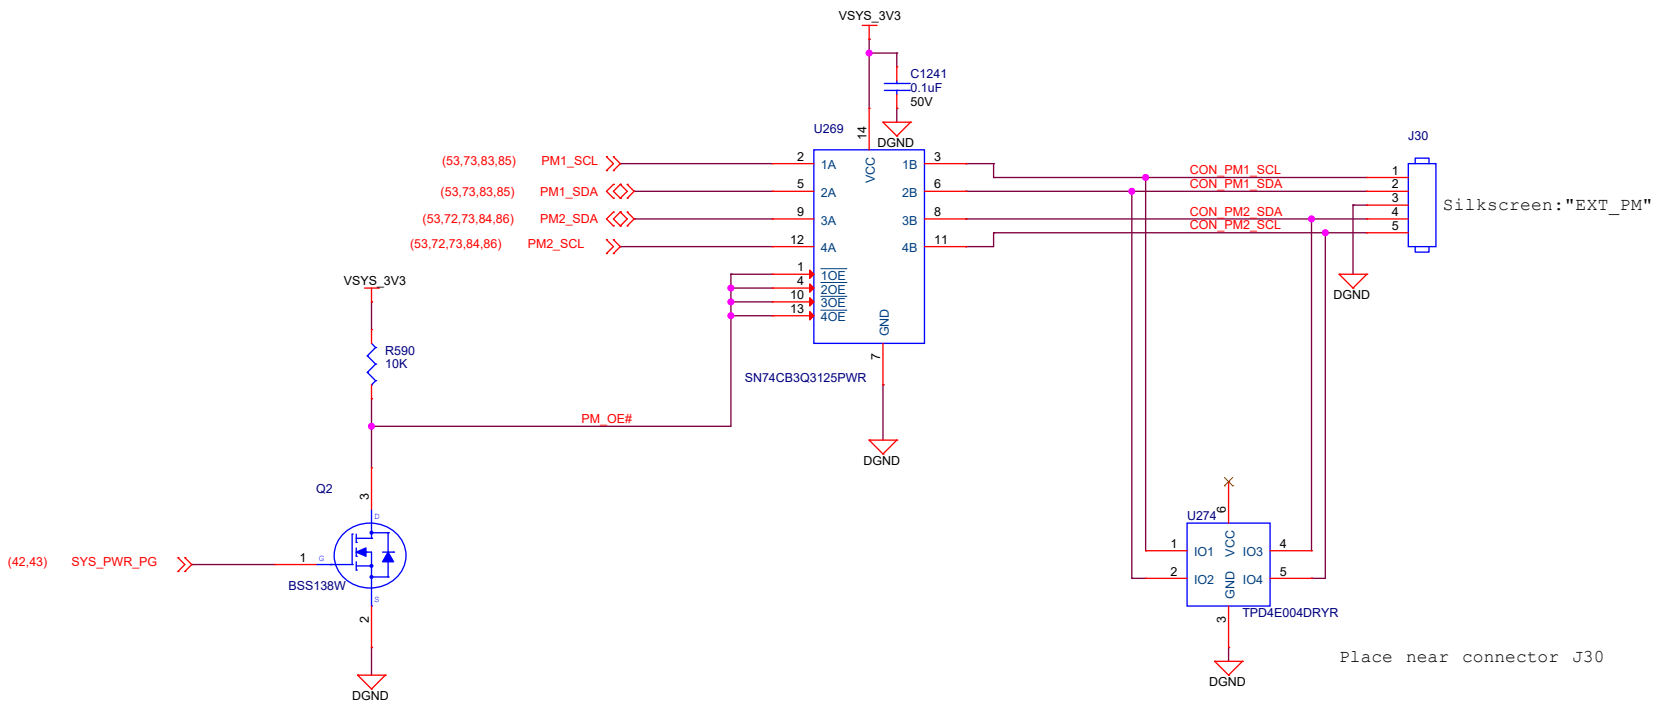 VSYS_3V3
C1241
0.1uF
50V
DGND
U269
14
VCC
J30
(53,73,83,85) PM1_SCL 2 1A 1B 3 CON_PM1_SCL 1
(53,73,83,85) PM1_SDA 5 2A 2B 6 CON_PM1_SDA 2
3
Silkscreen:"EXT_PM"
(53,72,73,84,86) PM2_SDA 9 3A 3B 8 CON_PM2_SDA 4
(53,72,73,84,86) PM2_SCL 12 4A 4B 11 CON_PM2_SCL 5
1 1OE
4 2OE
10 3OE
13 4OE
GND
7
DGND
VSYS_3V3
R590
10K
SN74CB3Q3125PWR
PM_OE#
DGND
Q2
3
D
(42,43) SYS_PWR_PG 1 G
BSS138W
S
2
DGND
U274
6
VCC
1 IO1 IO3 4
2 IO2 IO4 5
GND
TPD4E004DRYR
3
DGND
Place near connector J30